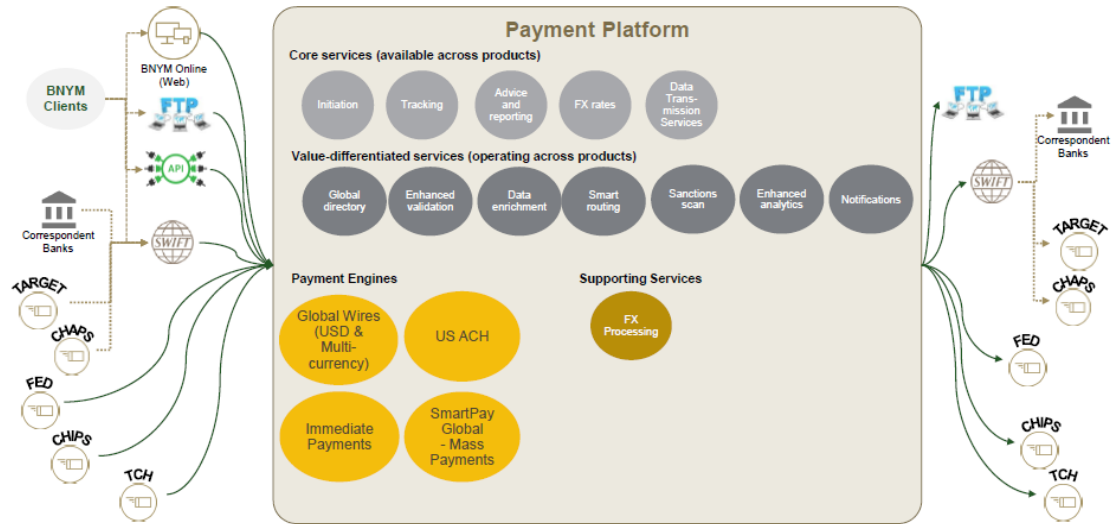 Payment Platform
Core services (available across products)
Initiation
Tracking
Advice
and
reporting
FX rates
Data
Trans-
mission
Services
Value-differentiated services (operating across products)
Global
directory
Enhanced
validation
Data
enrichment
Smart
routing
Sanctions
scan
Enhanced
analytics
Notifications
Payment Engines
Global Wires
(USD &
Multi-
currency)
US ACH
Immediate
Payments
SmartPay
Global
- Mass
Payments
Supporting Services
FX
Processing
BNYM
Clients
BNYM Online
(Web)
FTP
API
Correspondent
Banks
SWIFT
TARGET
CHAPS
FED
CHIPS
TCH
FTP
Correspondent
Banks
SWIFT
TARGET
CHAPS
FED
CHIPS
TCH